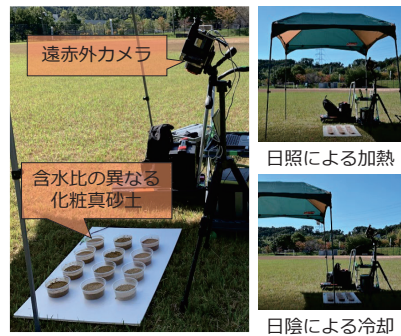 遠赤外カメラ
含水比の異なる
化粧真砂土
日照による加熱
日陰による冷却